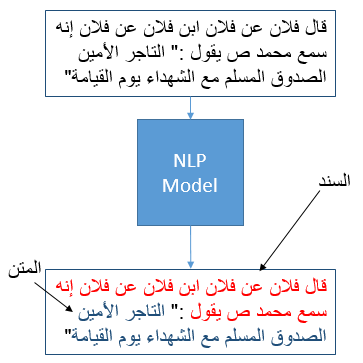 قال فلان عن فلان ابن فلان عن فلان إنه
سمع محمد ص يقول :" التاجر الأمين
الصدوق المسلم مع الشهداء يوم القيامة"
NLP
Model
السند
المتن
قال فلان عن فلان ابن فلان عن فلان إنه
سمع محمد ص يقول :" التاجر الأمين
الصدوق المسلم مع الشهداء يوم القيامة"